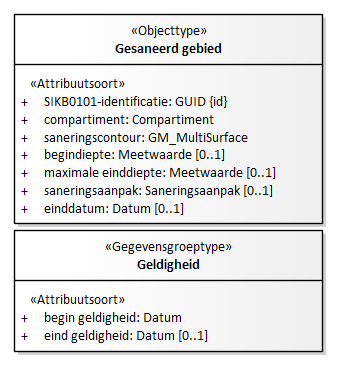 «Objecttype»
Gesaneerd gebied
«Attribuutsoort»
+ SIKB0101-identificatie: GUID {id}
+ compartiment: Compartiment
+ saneringscontour: GM_MultiSurface
+ begindiepte: Meetwaarde [0..1]
+ maximale einddiepte: Meetwaarde [0..1]
+ saneringsaanpak: Saneringsaanpak [0..1]
+ einddatum: Datum [0..1]
«Gegevensgroeptype»
Geldigheid
«Attribuutsoort»
+ begin geldigheid: Datum
+ eind geldigheid: Datum [0..1]